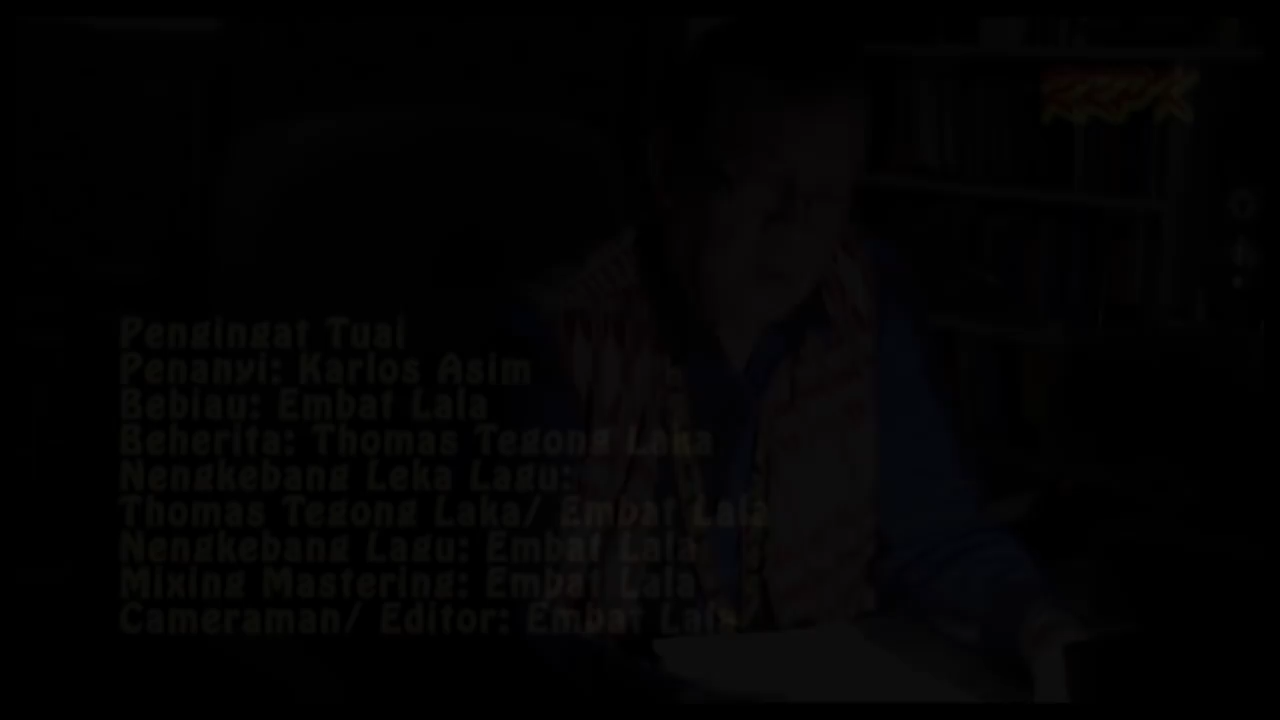 Pengingat Tuai
Penanyi: Karlos Asim
Bebiau: Embat Lala
Beherita: Thomas Tegong Laka
Nengkebang Leka Lagu:
Thomas Tegong Laka/ Embat Lala
Nengkebang Lagu: Embat Lala
Mixing Mastering: Embat Lala
Cameraman/ Editor: Embat Lala